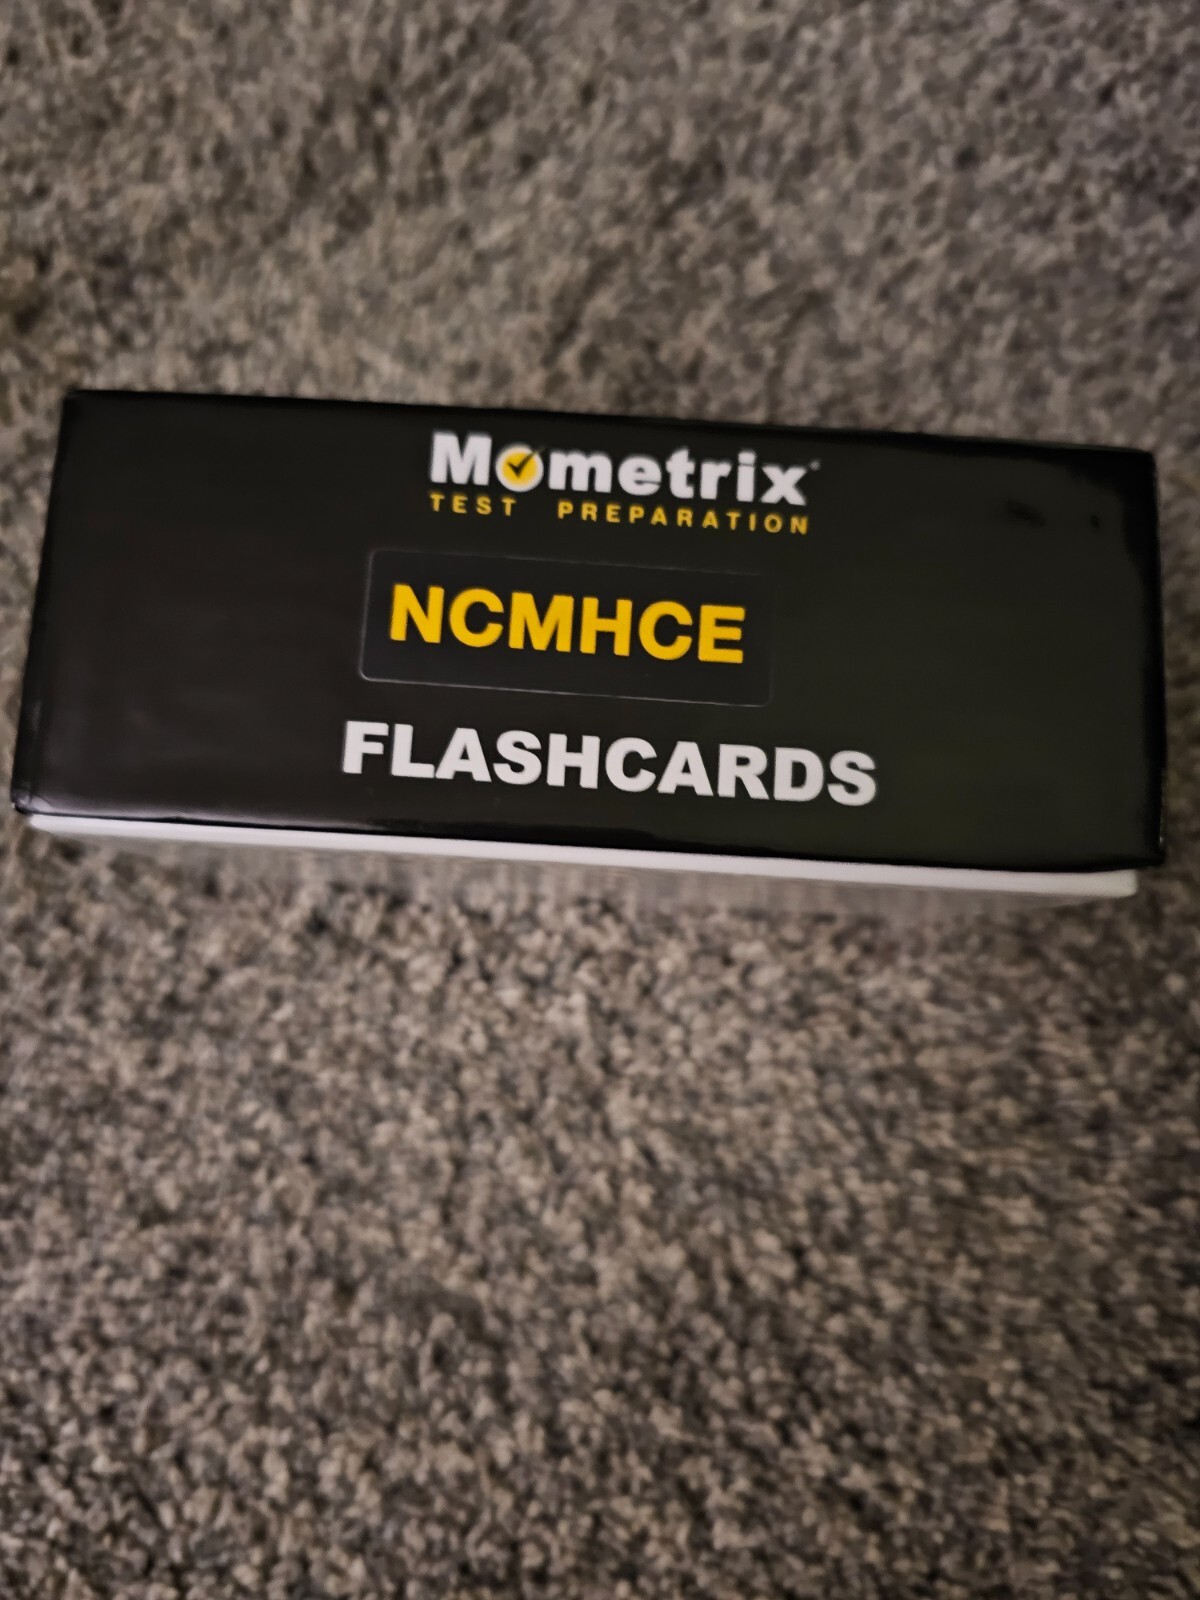 Mometrix
TEST PREPARATION
NCMHCE
FLASHCARDS